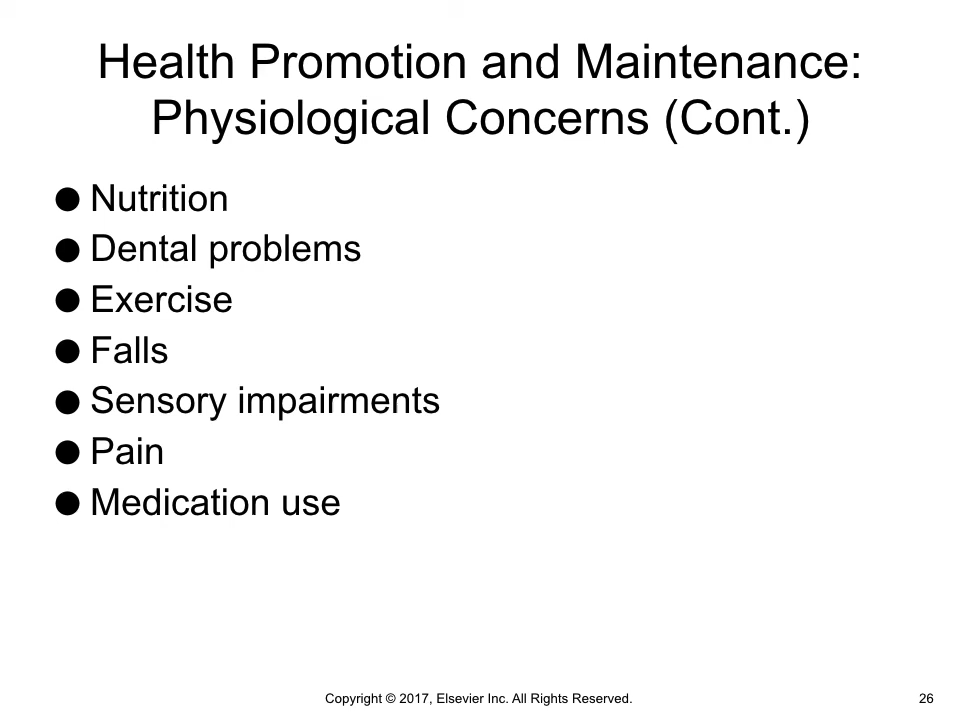 Health Promotion and Maintenance:
Physiological Concerns (Cont.)
● Nutrition
● Dental problems
● Exercise
● Falls
● Sensory impairments
● Pain
● Medication use
Copyright © 2017, Elsevier Inc. All Rights Reserved.
26